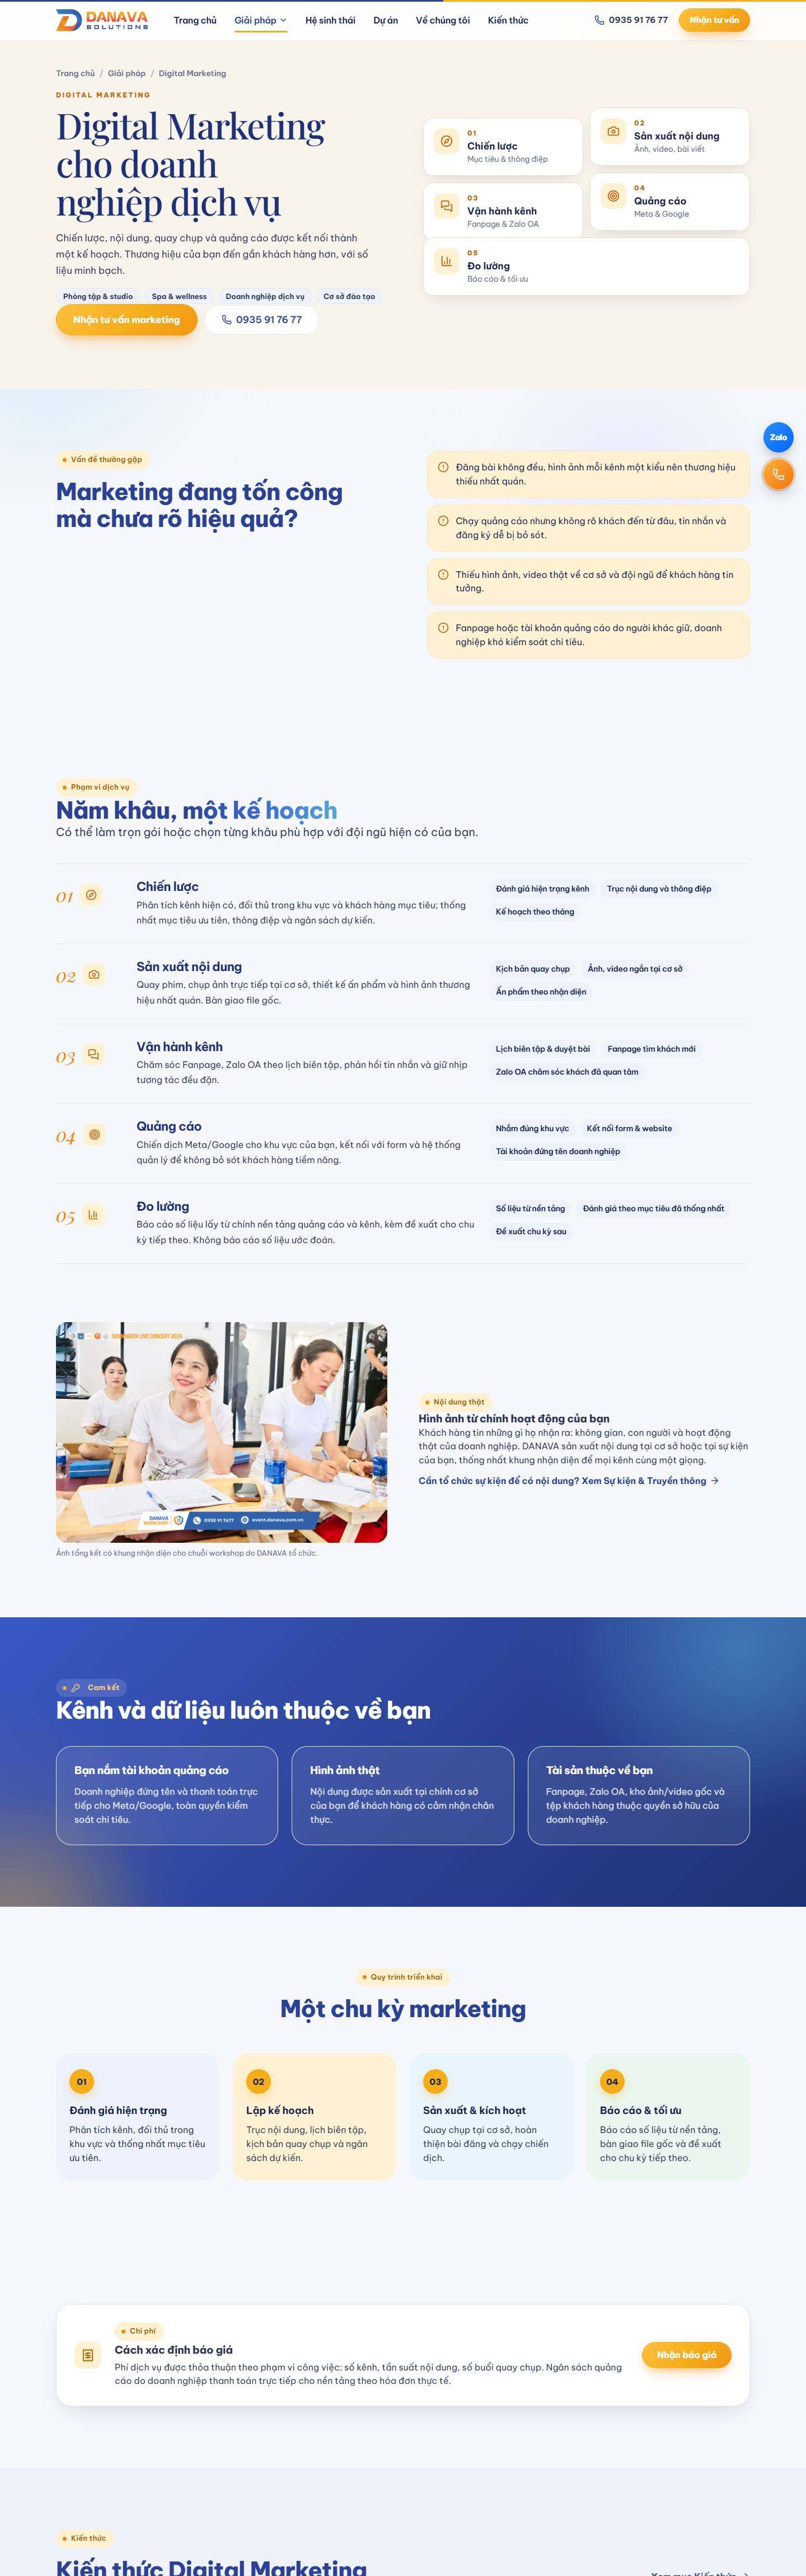 DANAVA
SOLUTIONS
Trang chủ
Giải pháp
Hệ sinh thái
Dự án
Về chúng tôi
Kiến thức
0935 91 76 77
Nhận tư vấn
Trang chủ / Giải pháp / Digital Marketing
DIGITAL MARKETING
Digital Marketing
cho doanh
nghiệp dịch vụ
Chiến lược, nội dung, quay chụp và quảng cáo được kết nối thành
một kế hoạch. Thương hiệu của bạn đến gần khách hàng hơn, với số
liệu minh bạch.
Phòng tập & studio
Spa & wellness
Doanh nghiệp dịch vụ
Cơ sở đào tạo
Nhận tư vấn marketing
0935 91 76 77
01
Chiến lược
Mục tiêu & thông điệp
02
Sản xuất nội dung
Ảnh, video, bài viết
03
Vận hành kênh
Fanpage & Zalo OA
04
Quảng cáo
Meta & Google
05
Đo lường
Báo cáo & tối ưu
Zalo
Vấn đề thường gặp
Marketing đang tốn công
mà chưa rõ hiệu quả?
Đăng bài không đều, hình ảnh mỗi kênh một kiểu nên thương hiệu
thiếu nhất quán.
Chạy quảng cáo nhưng không rõ khách đến từ đâu, tin nhắn và
đăng ký dễ bị bỏ sót.
Thiếu hình ảnh, video thật về cơ sở và đội ngũ để khách hàng tin
tưởng.
Fanpage hoặc tài khoản quảng cáo do người khác giữ, doanh
nghiệp khó kiểm soát chi tiêu.
Phạm vi dịch vụ
Năm khâu, một kế hoạch
Có thể làm trọn gói hoặc chọn từng khâu phù hợp với đội ngũ hiện có của bạn.
01
Chiến lược
Phân tích kênh hiện có, đối thủ trong khu vực và khách hàng mục tiêu; thống
nhất mục tiêu ưu tiên, thông điệp và ngân sách dự kiến.
Đánh giá hiện trạng kênh
Trục nội dung và thông điệp
Kế hoạch theo tháng
02
Sản xuất nội dung
Quay phim, chụp ảnh trực tiếp tại cơ sở, thiết kế ấn phẩm và hình ảnh thương
hiệu nhất quán. Bàn giao file gốc.
Kịch bản quay chụp
Ảnh, video ngắn tại cơ sở
Ấn phẩm theo nhận diện
03
Vận hành kênh
Chăm sóc Fanpage, Zalo OA theo lịch biên tập, phản hồi tin nhắn và giữ nhịp
tương tác đều đặn.
Lịch biên tập & duyệt bài
Fanpage tìm khách mới
Zalo OA chăm sóc khách đã quan tâm
04
Quảng cáo
Chiến dịch Meta/Google cho khu vực của bạn, kết nối với form và hệ thống
quản lý để không bỏ sót khách hàng tiềm năng.
Nhắm đúng khu vực
Kết nối form & website
Tài khoản đứng tên doanh nghiệp
05
Đo lường
Báo cáo số liệu lấy từ chính nền tảng quảng cáo và kênh, kèm đề xuất cho chu
kỳ tiếp theo. Không báo cáo số liệu ước đoán.
Số liệu từ nền tảng
Đánh giá theo mục tiêu đã thống nhất
Đề xuất chu kỳ sau
SOUNDBATH LIVE CONCERT 2024
DANAVA
WORKSHOP
0935 91 7677
event.danava.com.vn
Ảnh tổng kết có khung nhận diện cho chuỗi workshop do DANAVA tổ chức.
Nội dung thật
Hình ảnh từ chính hoạt động của bạn
Khách hàng tin những gì họ nhận ra: không gian, con người và hoạt động
thật của doanh nghiệp. DANAVA sản xuất nội dung tại cơ sở hoặc tại sự kiện
của bạn, thống nhất khung nhận diện để mọi kênh cùng một giọng.
Cần tổ chức sự kiện để có nội dung? Xem Sự kiện & Truyền thông →
Cam kết
Kênh và dữ liệu luôn thuộc về bạn
Bạn nắm tài khoản quảng cáo
Doanh nghiệp đứng tên và thanh toán trực
tiếp cho Meta/Google, toàn quyền kiểm
soát chi tiêu.
Hình ảnh thật
Nội dung được sản xuất tại chính cơ sở
của bạn để khách hàng có cảm nhận chân
thực.
Tài sản thuộc về bạn
Fanpage, Zalo OA, kho ảnh/video gốc và
tệp khách hàng thuộc quyền sở hữu của
doanh nghiệp.
Quy trình triển khai
Một chu kỳ marketing
01
Đánh giá hiện trạng
Phân tích kênh, đối thủ trong
khu vực và thống nhất mục tiêu
ưu tiên.
02
Lập kế hoạch
Trục nội dung, lịch biên tập,
kịch bản quay chụp và ngân
sách dự kiến.
03
Sản xuất & kích hoạt
Quay chụp tại cơ sở, hoàn
thiện bài đăng và chạy chiến
dịch.
04
Báo cáo & tối ưu
Báo cáo số liệu từ nền tảng,
bàn giao file gốc và đề xuất
cho chu kỳ tiếp theo.
Chi phí
Cách xác định báo giá
Phí dịch vụ được thỏa thuận theo phạm vi công việc: số kênh, tần suất nội dung, số buổi quay chụp. Ngân sách quảng
cáo do doanh nghiệp thanh toán trực tiếp cho nền tảng theo hóa đơn thực tế.
Nhận báo giá
Kiến thức
Kiến thức Digital Marketing
Xem mục Kiến thức →